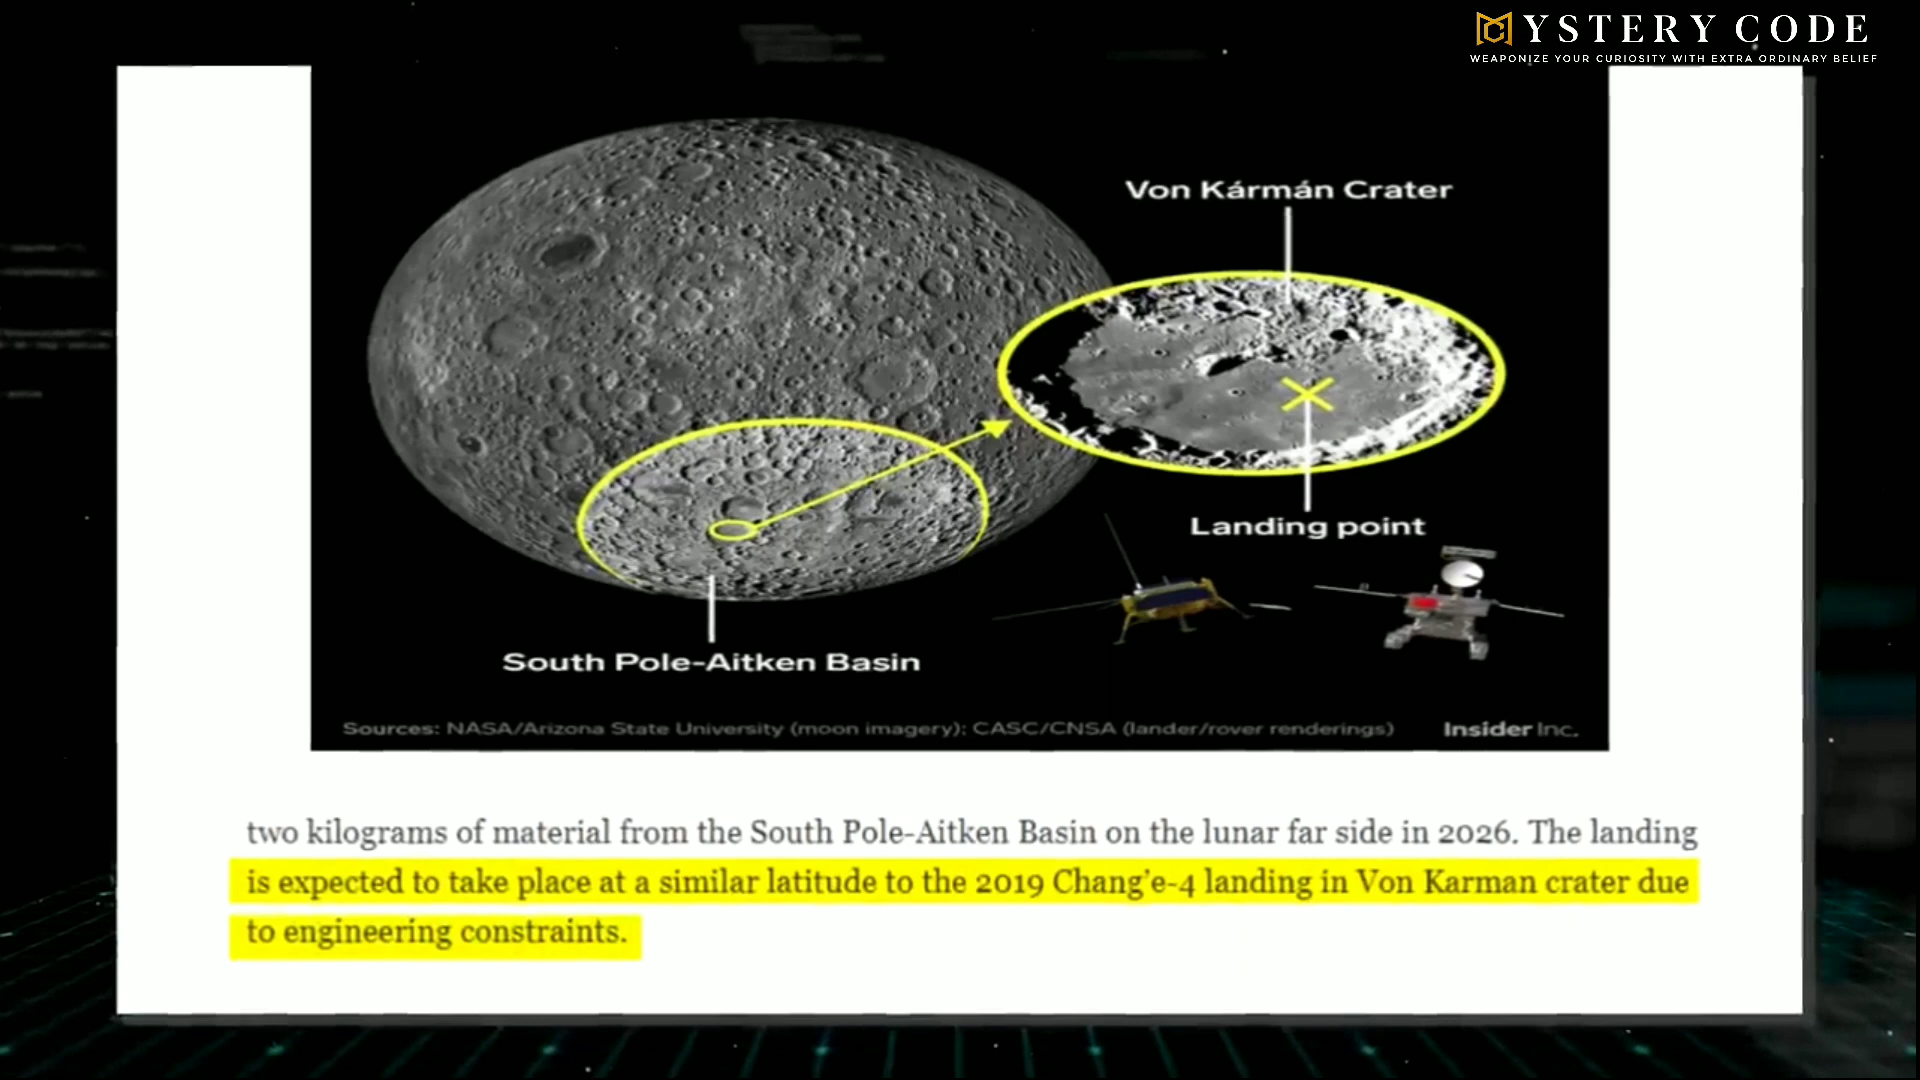 MYSTERY CODE
WEAPONIZE YOUR CURIOSITY WITH EXTRA ORDINARY BELIEF
Von Kármán Crater
Landing point
South Pole-Aitken Basin
Sources: NASA/Arizona State University (moon imagery); CASC/CNSA (lander/rover renderings)
Insider Inc.
two kilograms of material from the South Pole-Aitken Basin on the lunar far side in 2026. The landing
is expected to take place at a similar latitude to the 2019 Chang'e-4 landing in Von Karman crater due
to engineering constraints.